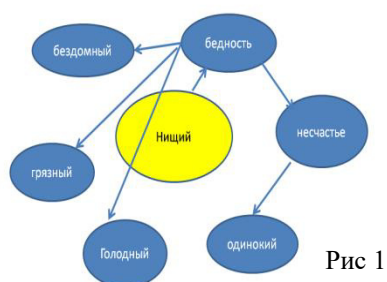 бедность
бездомный
Нищий
несчастье
грязный
Голодный
одинокий
Рис 1